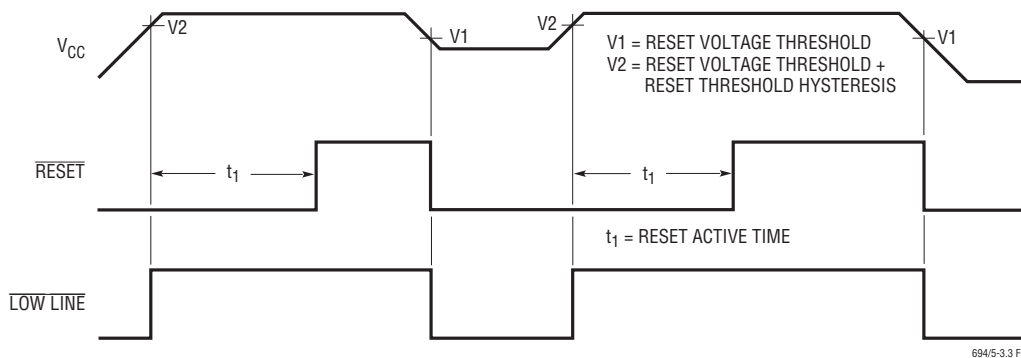 V2
V1
V2
V1
VCC
V1 = RESET VOLTAGE THRESHOLD
V2 = RESET VOLTAGE THRESHOLD +
RESET THRESHOLD HYSTERESIS
RESET
t1
t1
t1 = RESET ACTIVE TIME
LOW LINE
694/5-3.3 F